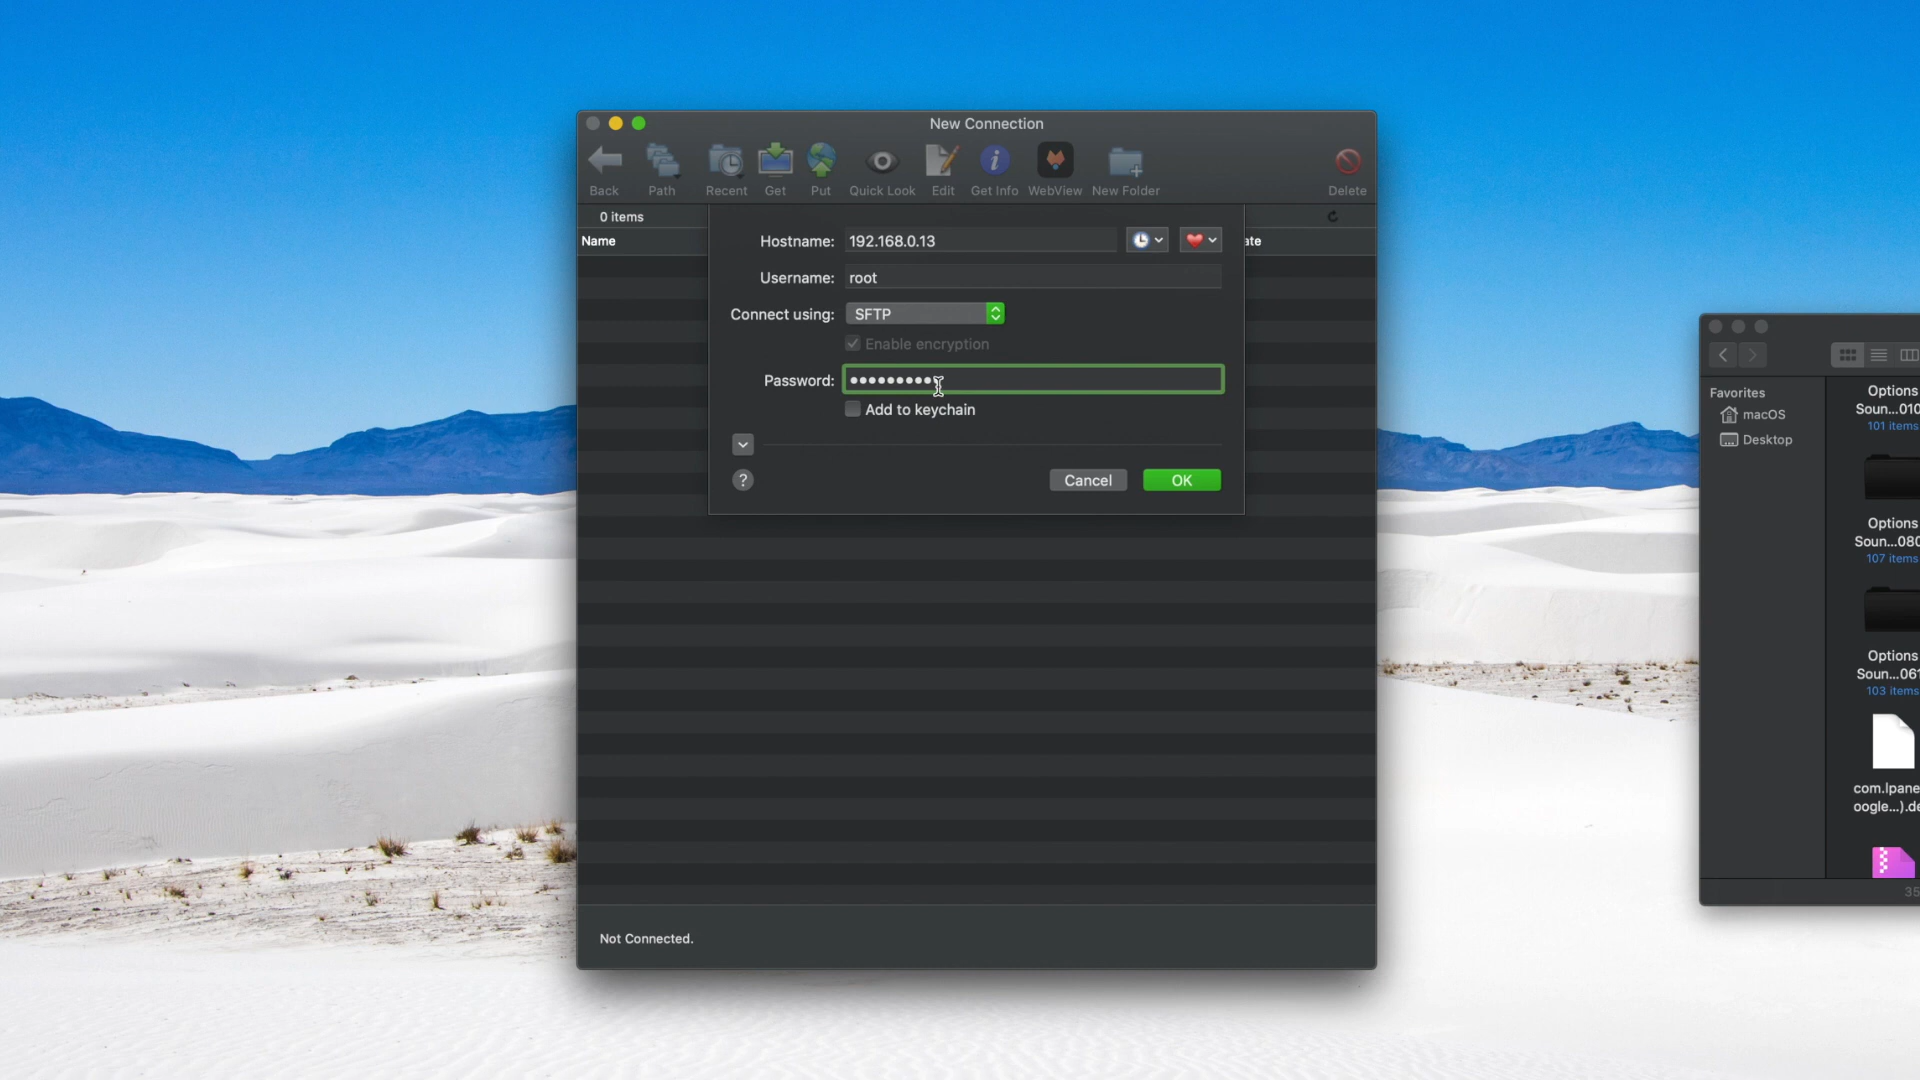 New Connection
Back Path Recent Get Put Quick Look Edit Get Info WebView New Folder Delete
0 items
Name ate
Hostname: 192.168.0.13
Username: root
Connect using: SFTP
Enable encryption
Password: ••••••••••
Add to keychain
?
Cancel OK
Not Connected.
Favorites
macOS
Desktop
Options
Soun...010
101 items
Options
Soun...080
107 items
Options
Soun...061
103 items
com.lpane
oogle...).de
35